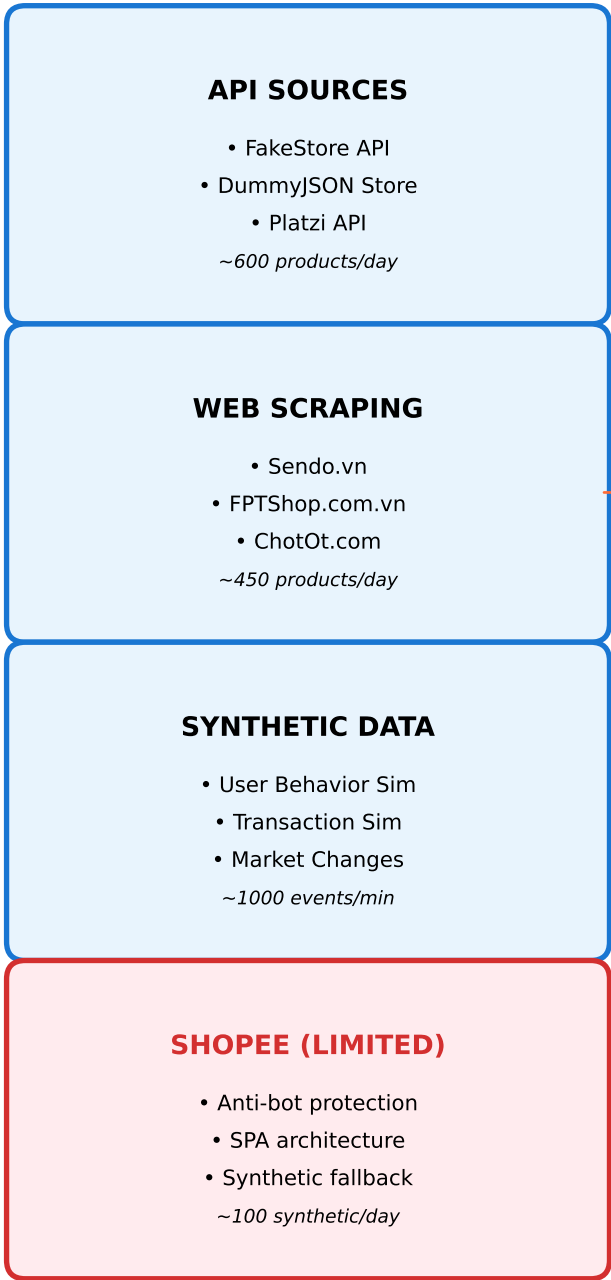 API SOURCES
• FakeStore API
• DummyJSON Store
• Platzi API
~600 products/day
WEB SCRAPING
• Sendo.vn
• FPTShop.com.vn
• ChotOt.com
~450 products/day
SYNTHETIC DATA
• User Behavior Sim
• Transaction Sim
• Market Changes
~1000 events/min
SHOPEE (LIMITED)
• Anti-bot protection
• SPA architecture
• Synthetic fallback
~100 synthetic/day